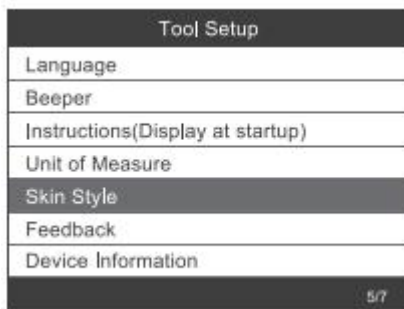 Tool Setup
Language
Beeper
Instructions(Display at startup)
Unit of Measure
Skin Style
Feedback
Device Information
5/7